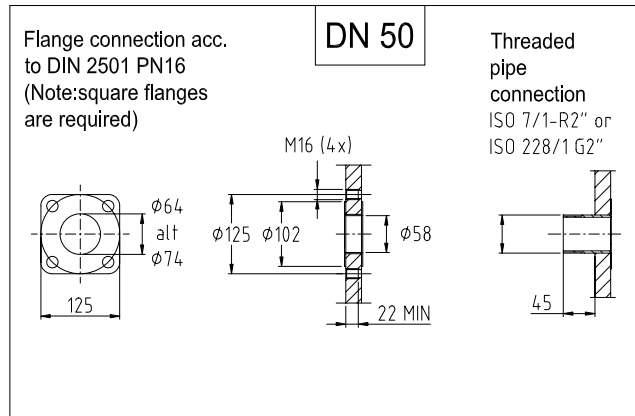 Flange connection acc.
to DIN 2501 PN16
(Note:square flanges
are required)
DN 50
Threaded
pipe
connection
ISO 7/1-R2" or
ISO 228/1 G2"
M16 (4x)
Ø64
alt
Ø74
125
Ø125
Ø102
Ø58
22 MIN
45